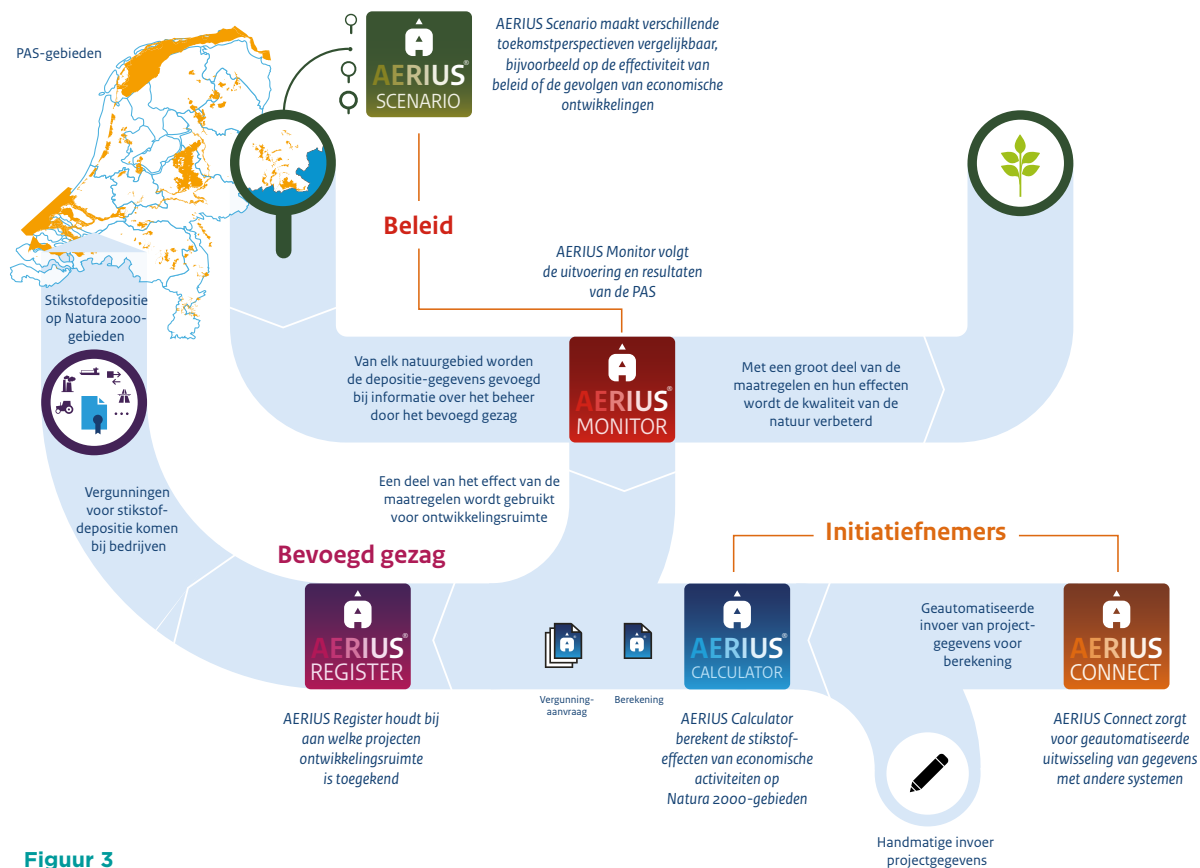 PAS-gebieden
AERIUS®
SCENARIO
AERIUS Scenario maakt verschillende
toekomstperspectieven vergelijkbaar,
bijvoorbeeld op de effectiviteit van
beleid of de gevolgen van economische
ontwikkelingen
Beleid
AERIUS Monitor volgt
de uitvoering en resultaten
van de PAS
Stikstofdepositie
op Natura 2000-
gebieden
Van elk natuurgebied worden
de depositie-gegevens gevoegd
bij informatie over het beheer
door het bevoegd gezag
AERIUS®
MONITOR
Met een groot deel van de
maatregelen en hun effecten
wordt de kwaliteit van de
natuur verbeterd
Vergunningen
voor stikstof-
depositie komen
bij bedrijven
Een deel van het effect van de
maatregelen wordt gebruikt
voor ontwikkelingsruimte
Bevoegd gezag
Initiatiefnemers
AERIUS®
REGISTER
Vergunning-
aanvraag
Berekening
AERIUS®
CALCULATOR
Geautomatiseerde
invoer van project-
gegevens voor
berekening
AERIUS®
CONNECT
AERIUS Register houdt bij
aan welke projecten
ontwikkelingsruimte
is toegekend
AERIUS Calculator
berekent de stikstof-
effecten van economische
activiteiten op
Natura 2000-gebieden
AERIUS Connect zorgt
voor geautomatiseerde
uitwisseling van gegevens
met andere systemen
Handmatige invoer
projectgegevens
Figuur 3